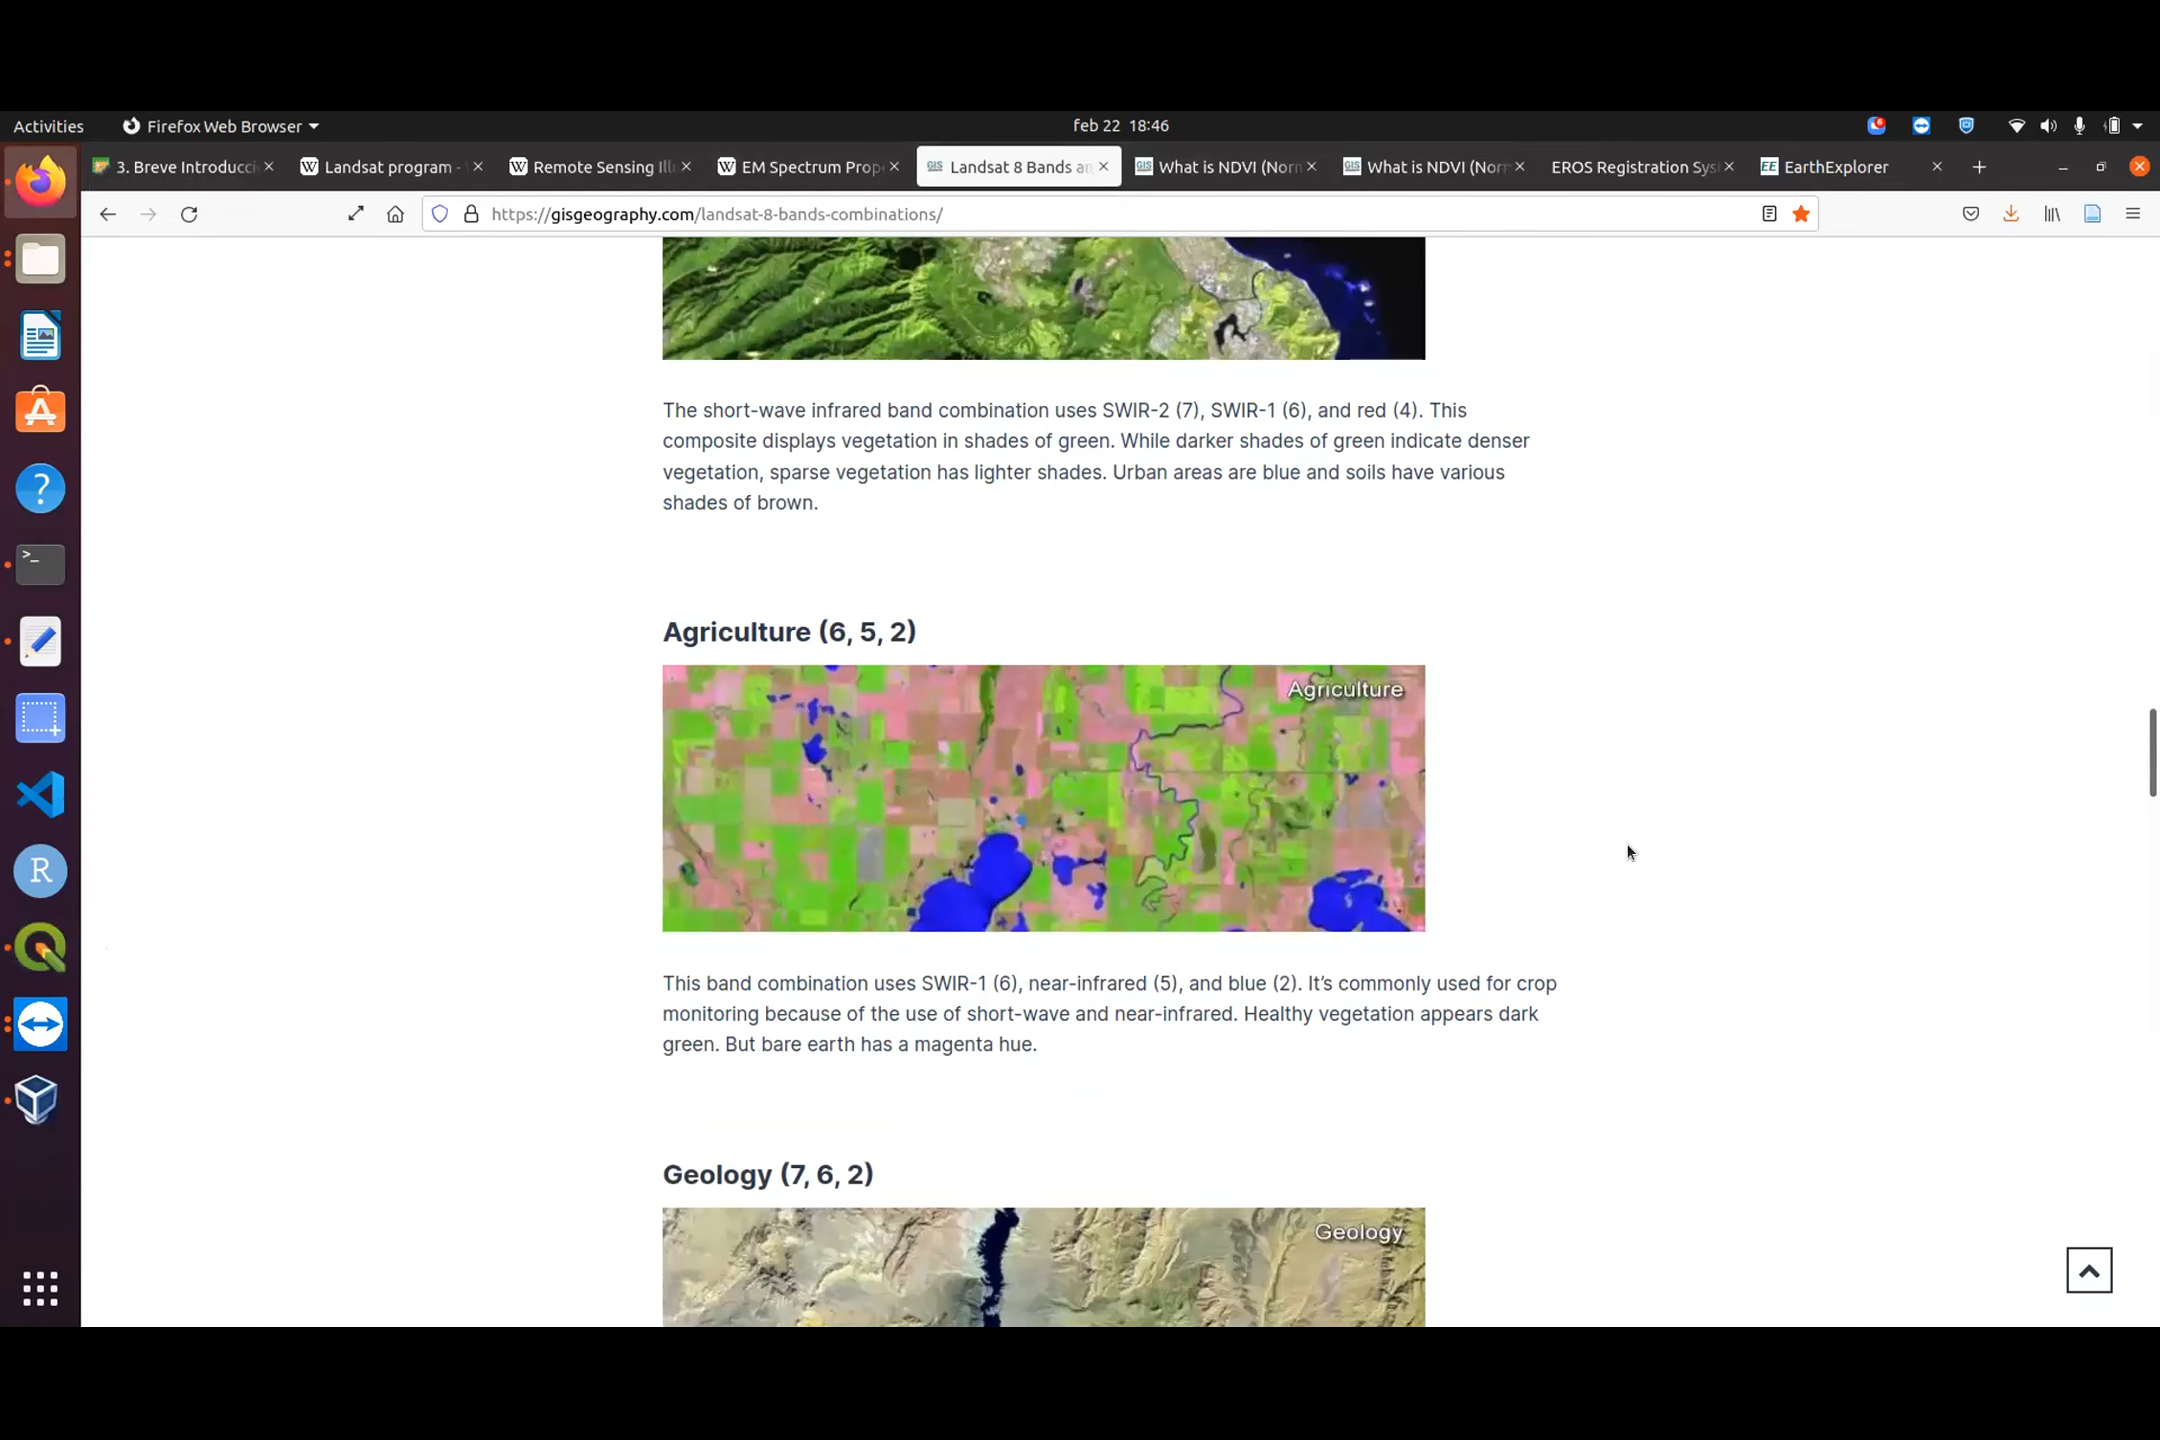 Activities
Firefox Web Browser
feb 22 18:46
3. Breve Introducci
Landsat program -
Remote Sensing Ill
EM Spectrum Prop
Landsat 8 Bands an
What is NDVI (Norm
What is NDVI (Norm
EROS Registration Syst
EE EarthExplorer
https://gisgeography.com/landsat-8-bands-combinations/
The short-wave infrared band combination uses SWIR-2 (7), SWIR-1 (6), and red (4). This
composite displays vegetation in shades of green. While darker shades of green indicate denser
vegetation, sparse vegetation has lighter shades. Urban areas are blue and soils have various
shades of brown.
Agriculture (6, 5, 2)
Agriculture
This band combination uses SWIR-1 (6), near-infrared (5), and blue (2). It’s commonly used for crop
monitoring because of the use of short-wave and near-infrared. Healthy vegetation appears dark
green. But bare earth has a magenta hue.
Geology (7, 6, 2)
Geology